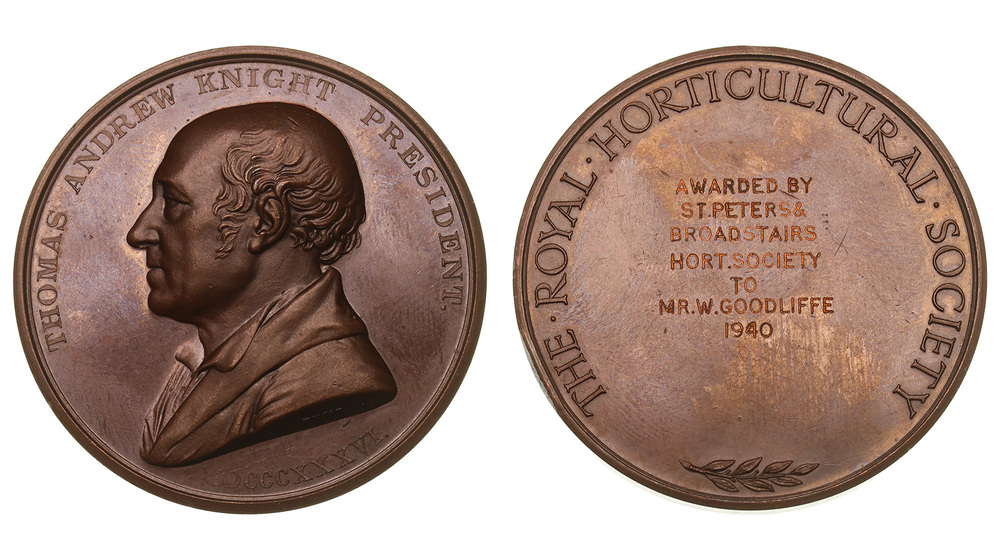 THOMAS ANDREW KNIGHT PRESIDENT.
MDCCCXXXVI.
THE · ROYAL · HORTICULTURAL · SOCIETY
AWARDED BY
ST.PETERS&
BROADSTAIRS
HORT.SOCIETY
TO
MR.W.GOODLIFFE
1940